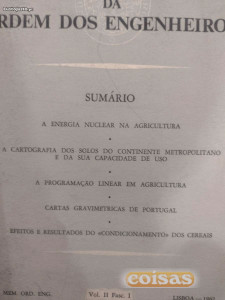 DA
RDEM DOS ENGENHEIRO
SUMÁRIO
A ENERGIA NUCLEAR NA AGRICULTURA
A CARTOGRAFIA DOS SOLOS DO CONTINENTE METROPOLITANO
E DA SUA CAPACIDADE DE USO
A PROGRAMAÇÃO LINEAR EM AGRICULTURA
CARTAS GRAVIMÉTRICAS DE PORTUGAL
EFEITOS E RESULTADOS DO «CONDICIONAMENTO» DOS CEREAIS
coisas
MEM. ORD. ENG.
Vol. II Fasc. 1
LISBOA —